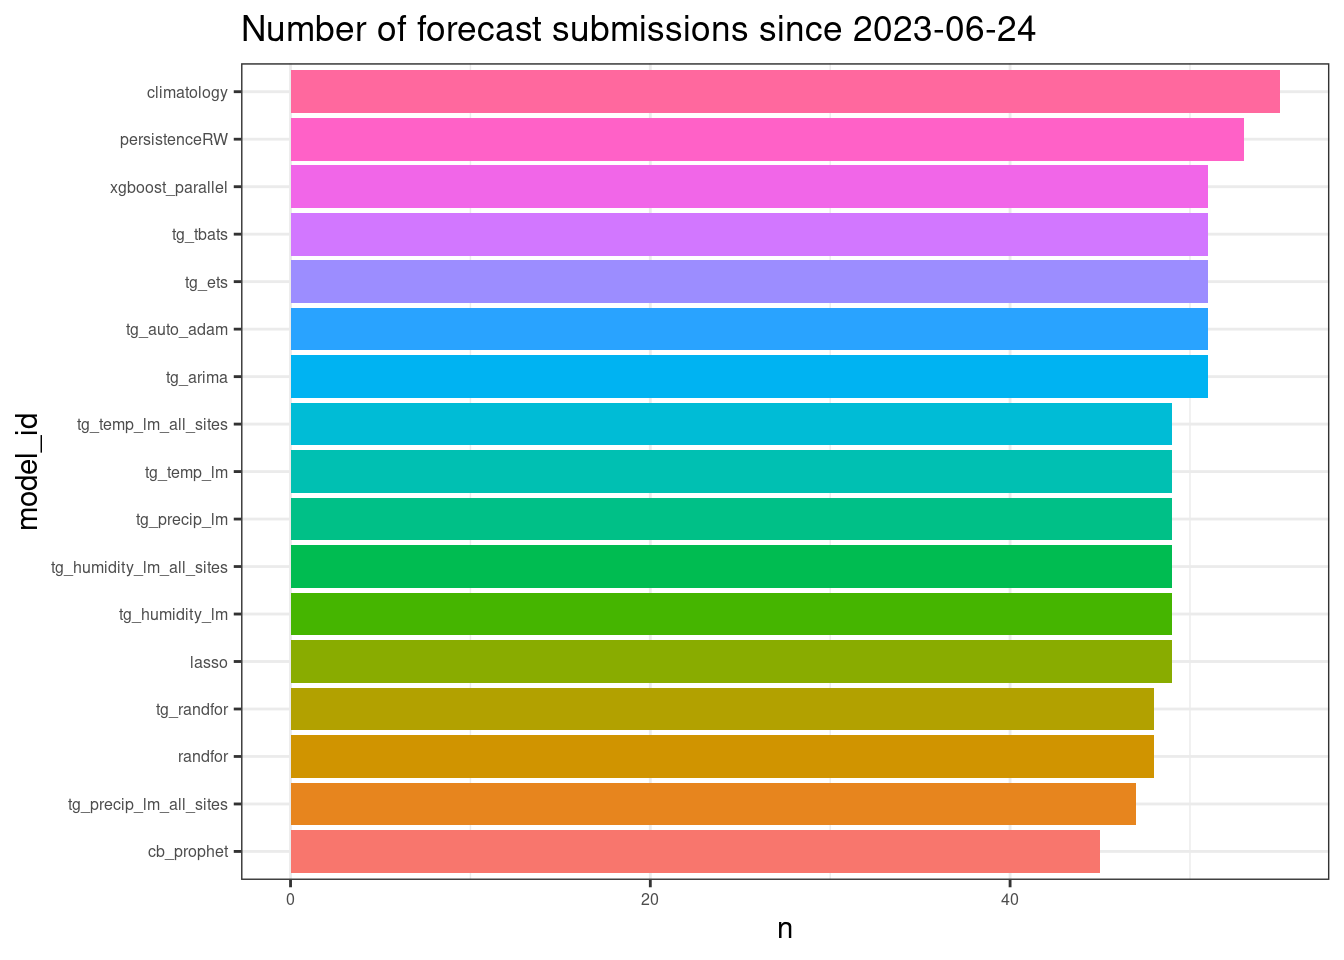 Number of forecast submissions since 2023-06-24
climatology
persistenceRW
xgboost_parallel
tg_tbats
tg_ets
tg_auto_adam
tg_arima
tg_temp_lm_all_sites
tg_temp_lm
tg_precip_lm
tg_humidity_lm_all_sites
tg_humidity_lm
lasso
tg_randfor
randfor
tg_precip_lm_all_sites
cb_prophet
model_id
0 20 40
n